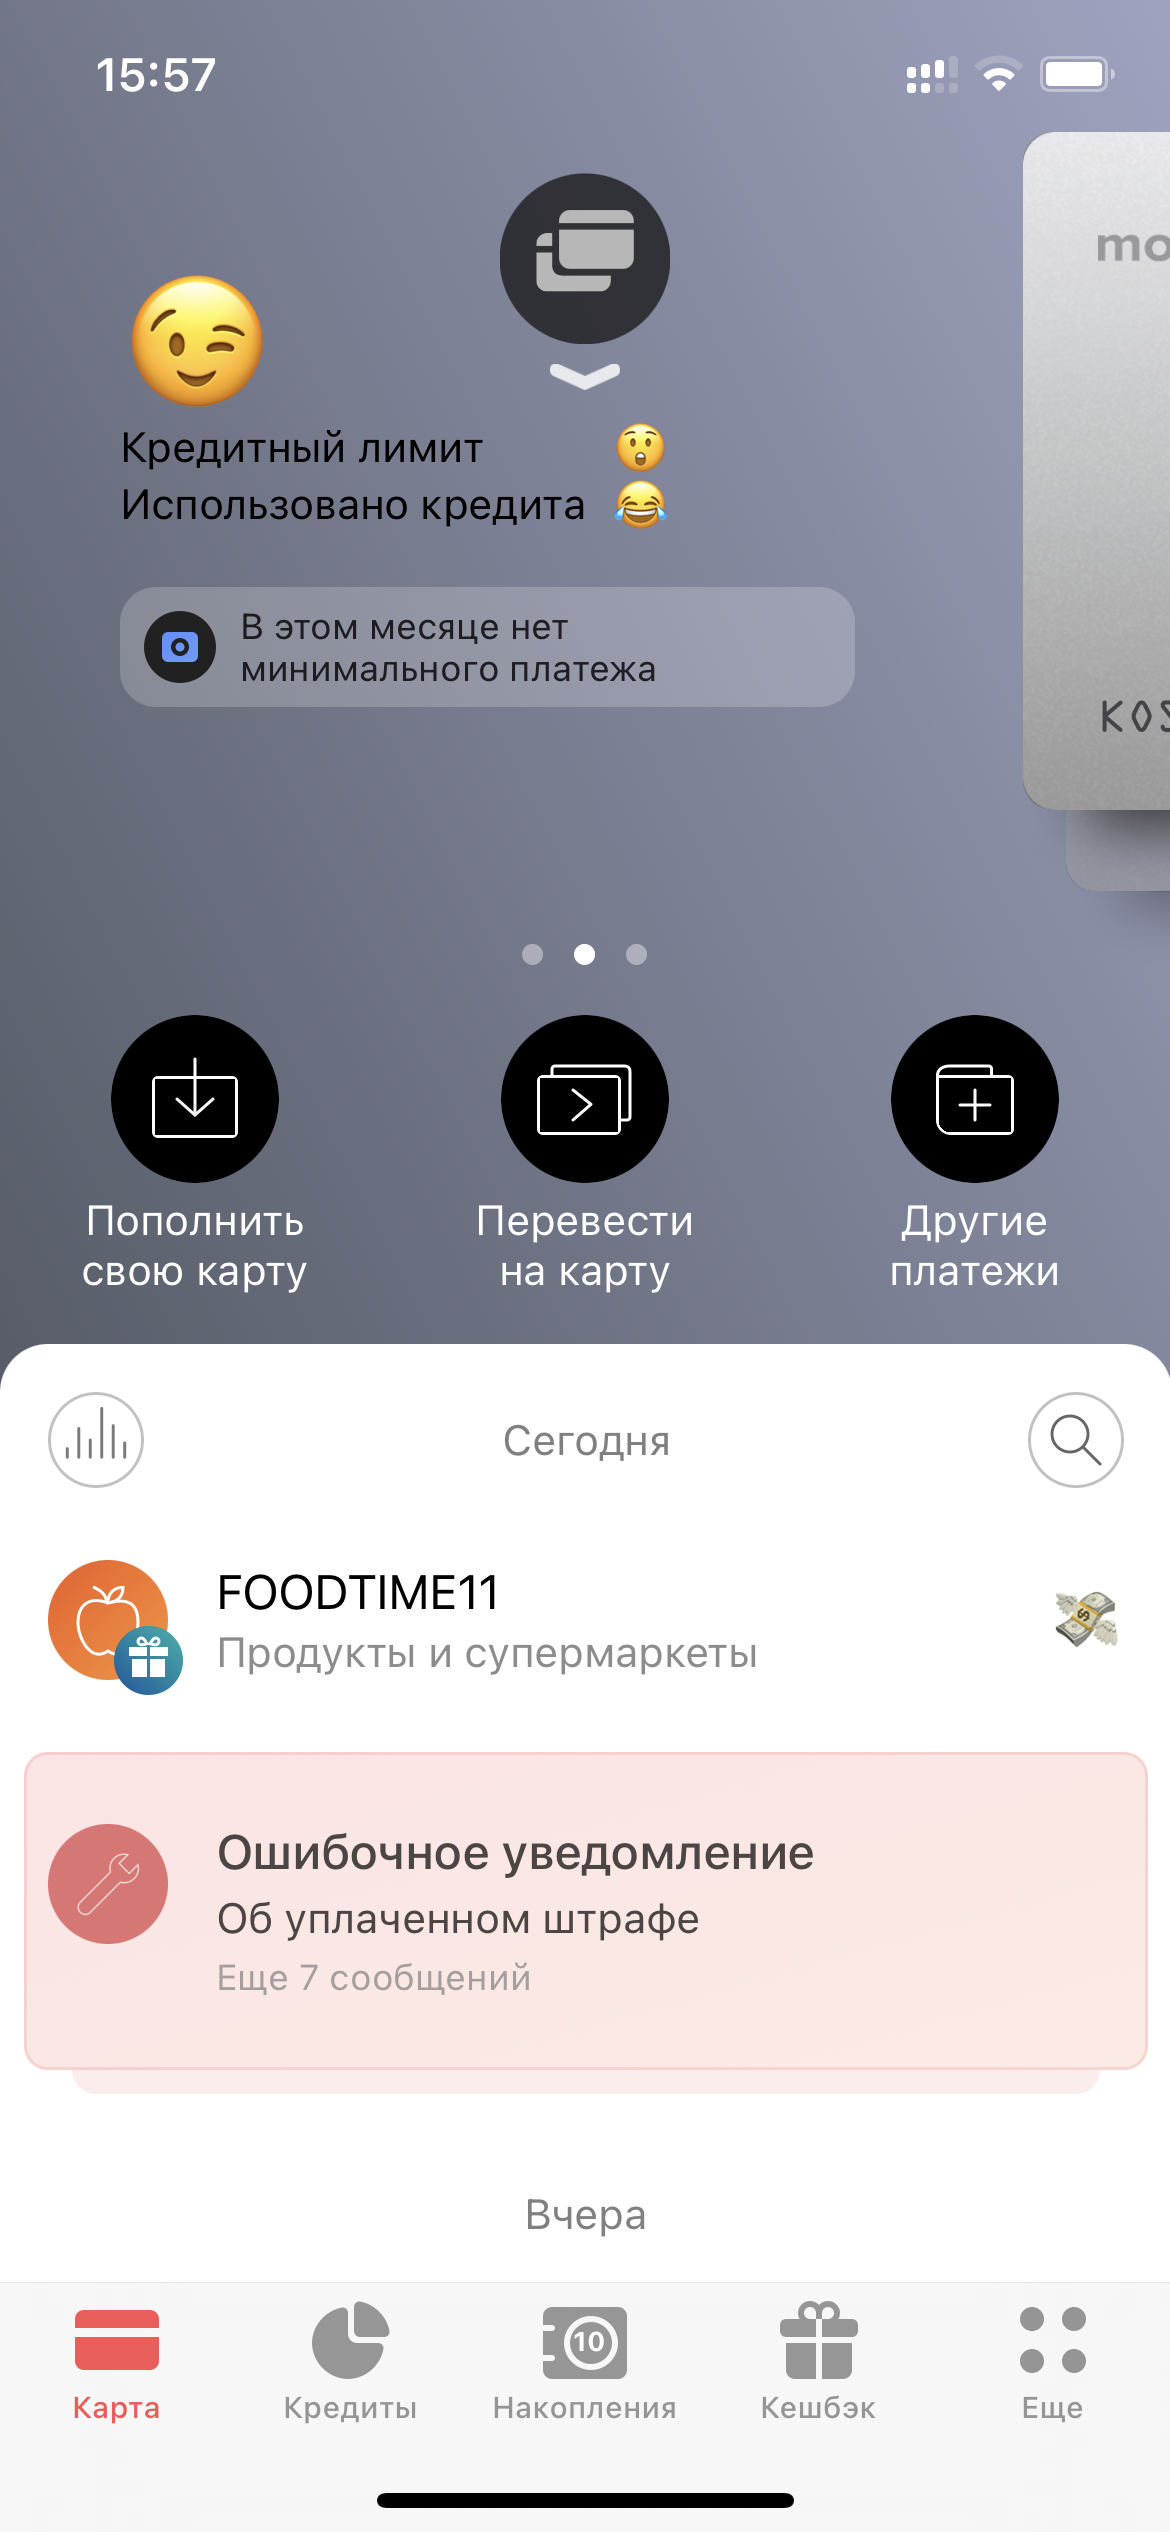 15:57
mo
Кредитный лимит 😲
Использовано кредита 😂
В этом месяце нет
минимального платежа
KOS
Пополнить
свою карту
Перевести
на карту
Другие
платежи
Сегодня
FOODTIME11
Продукты и супермаркеты
Ошибочное уведомление
Об уплаченном штрафе
Еще 7 сообщений
Вчера
10
Карта
Кредиты
Накопления
Кешбэк
Еще